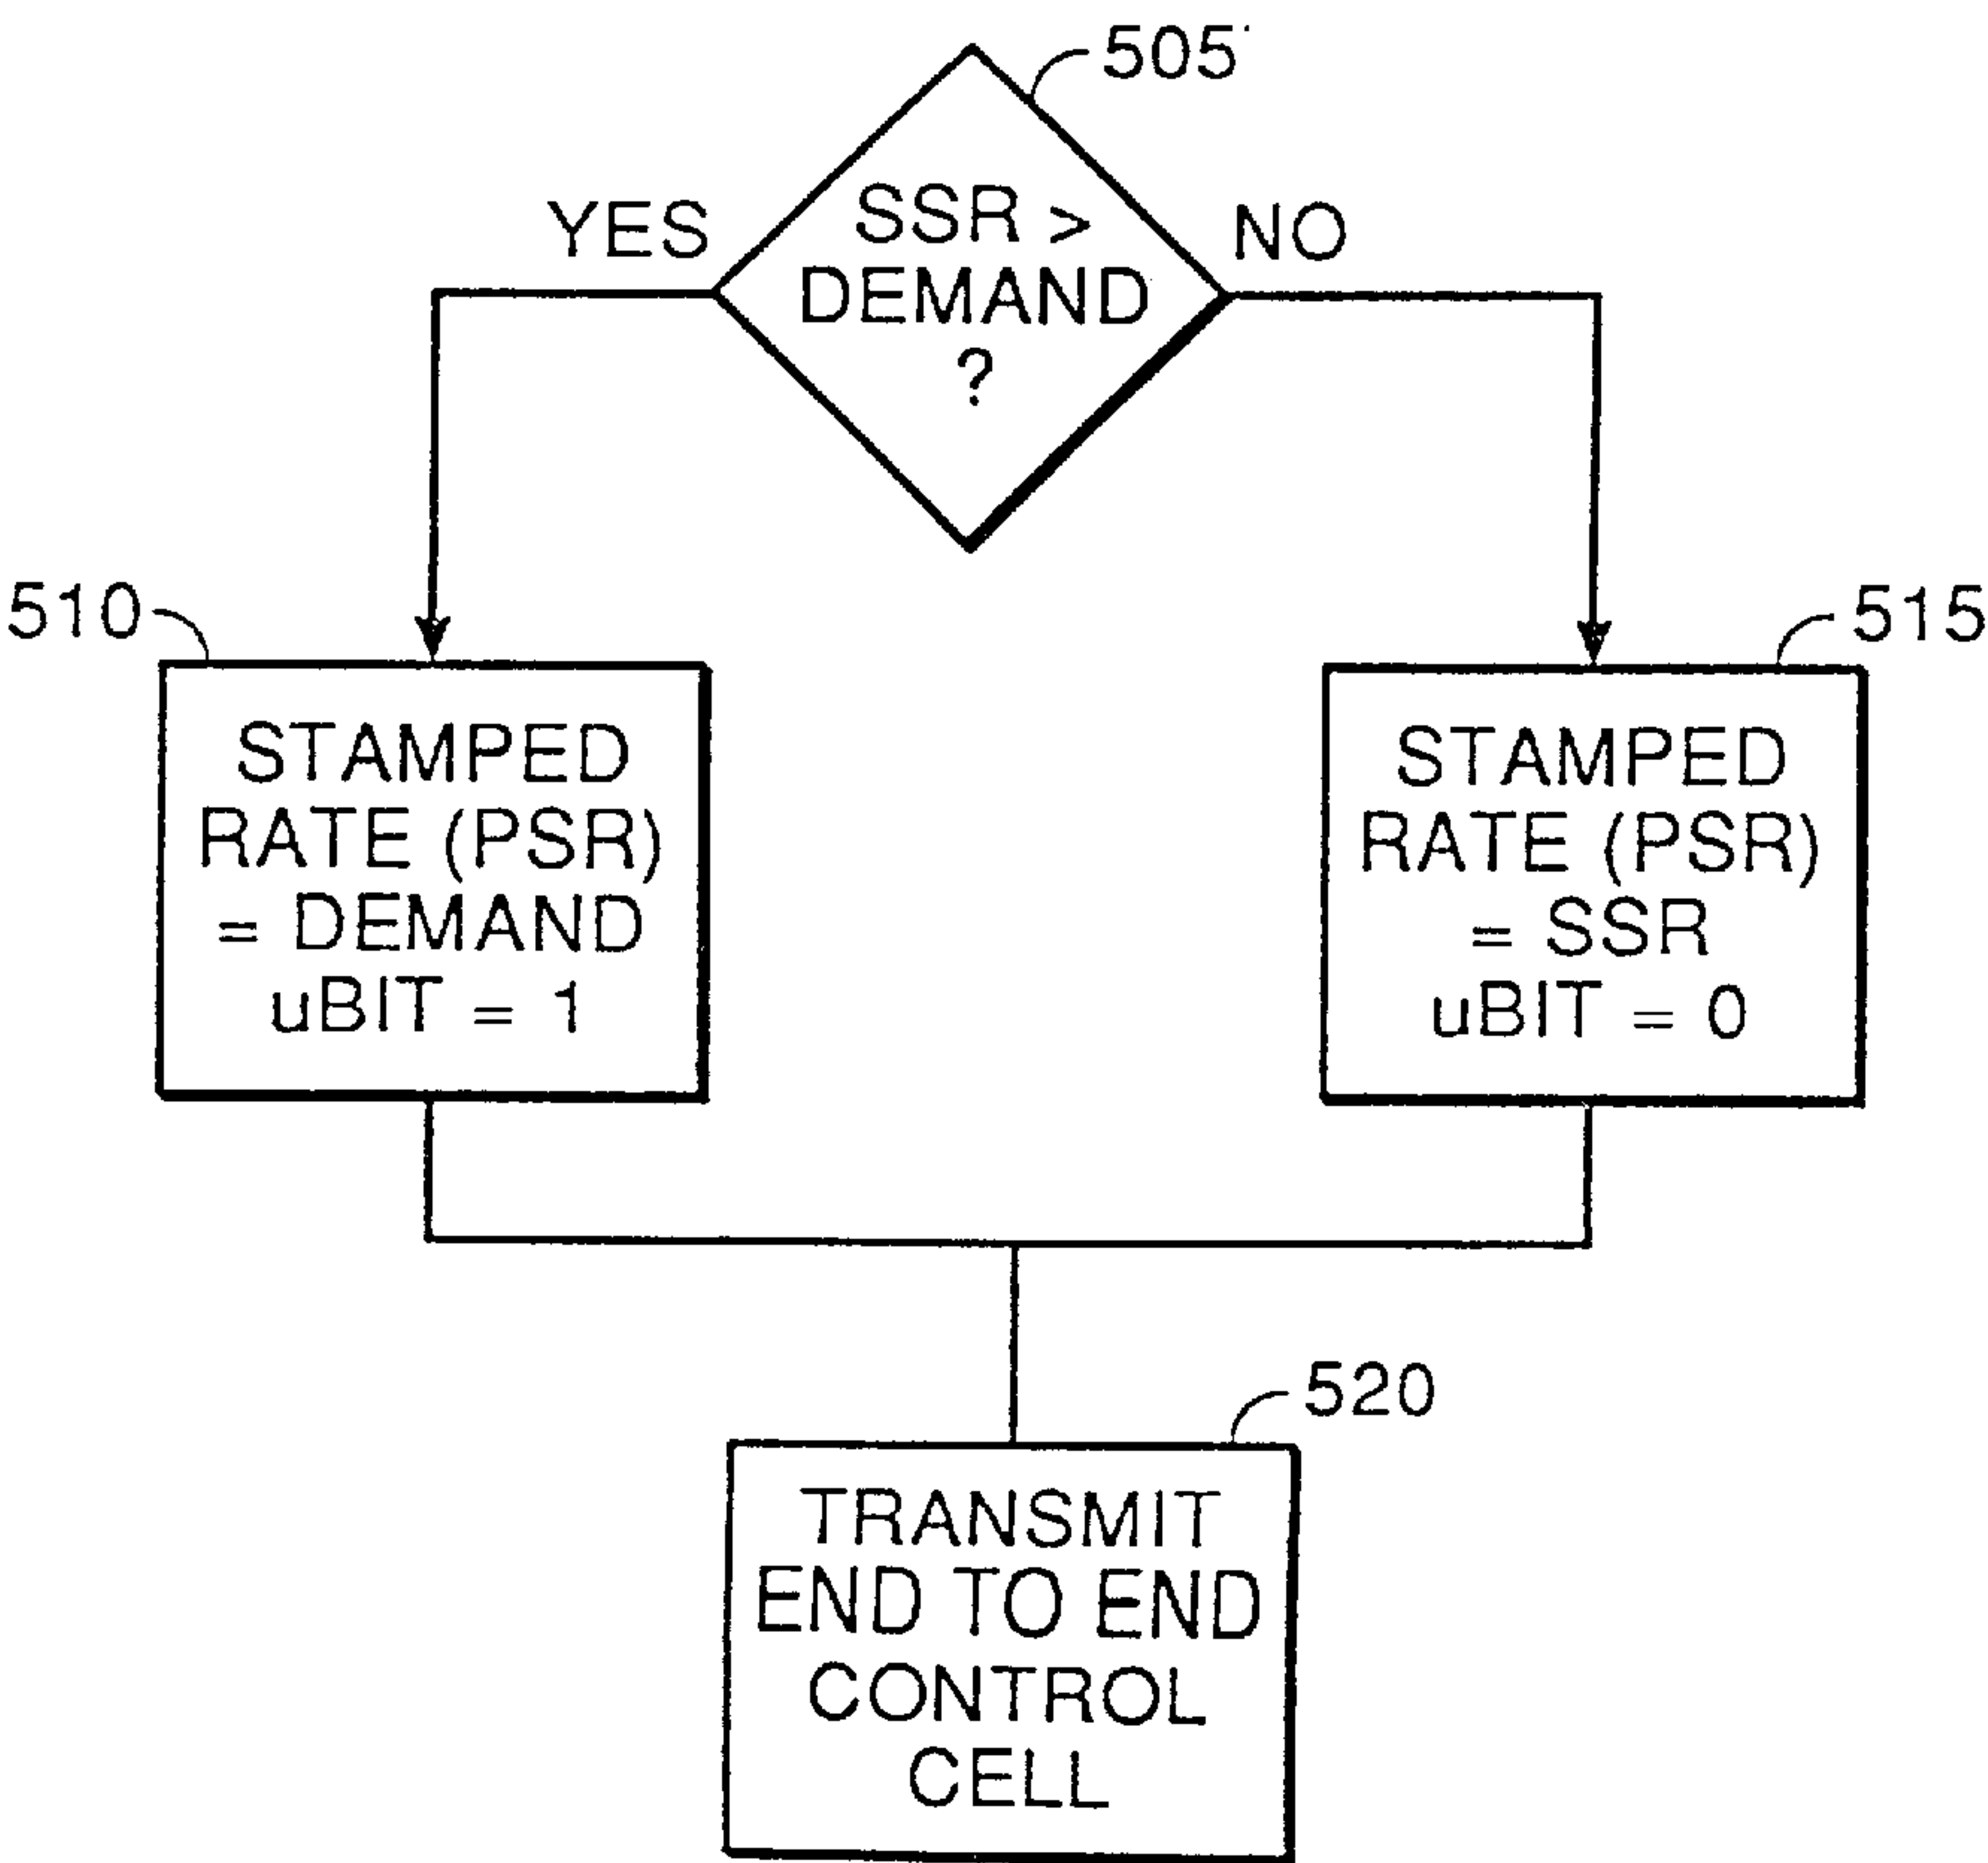 505
SSR >
DEMAND
?
YES
NO
510
STAMPED
RATE (PSR)
= DEMAND
uBIT = 1
515
STAMPED
RATE (PSR)
= SSR
uBIT = 0
520
TRANSMIT
END TO END
CONTROL
CELL